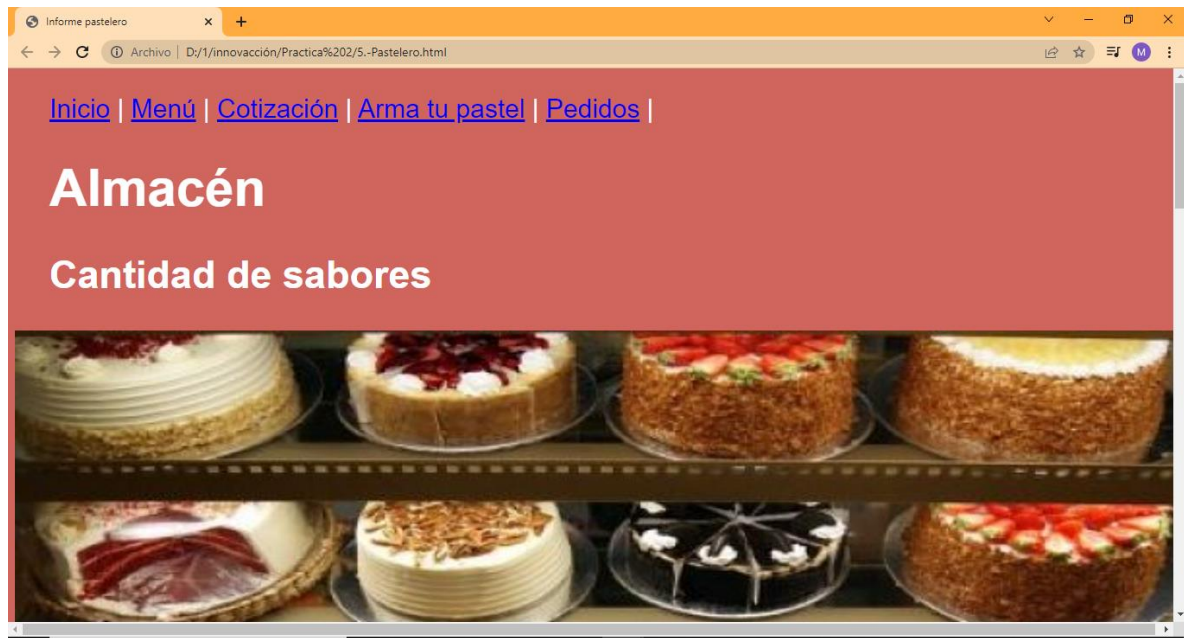 Informe pastelero
Archivo | D:/1/innovacción/Practica%202/5.-Pastelero.html
M
Inicio | Menú | Cotización | Arma tu pastel | Pedidos |
Almacén
Cantidad de sabores